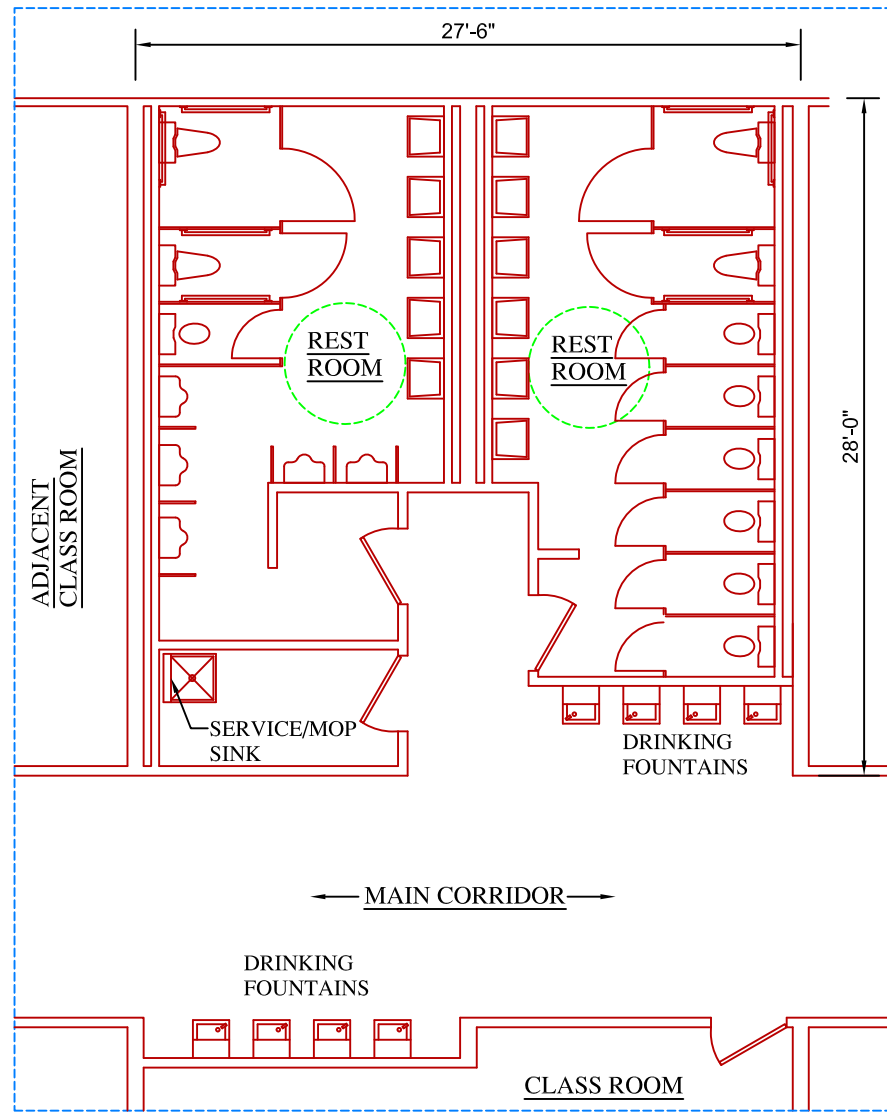 27'-6"
REST
ROOM
REST
ROOM
28'-0"
ADJACENT
CLASS ROOM
SERVICE/MOP
SINK
DRINKING
FOUNTAINS
MAIN CORRIDOR
DRINKING
FOUNTAINS
CLASS ROOM